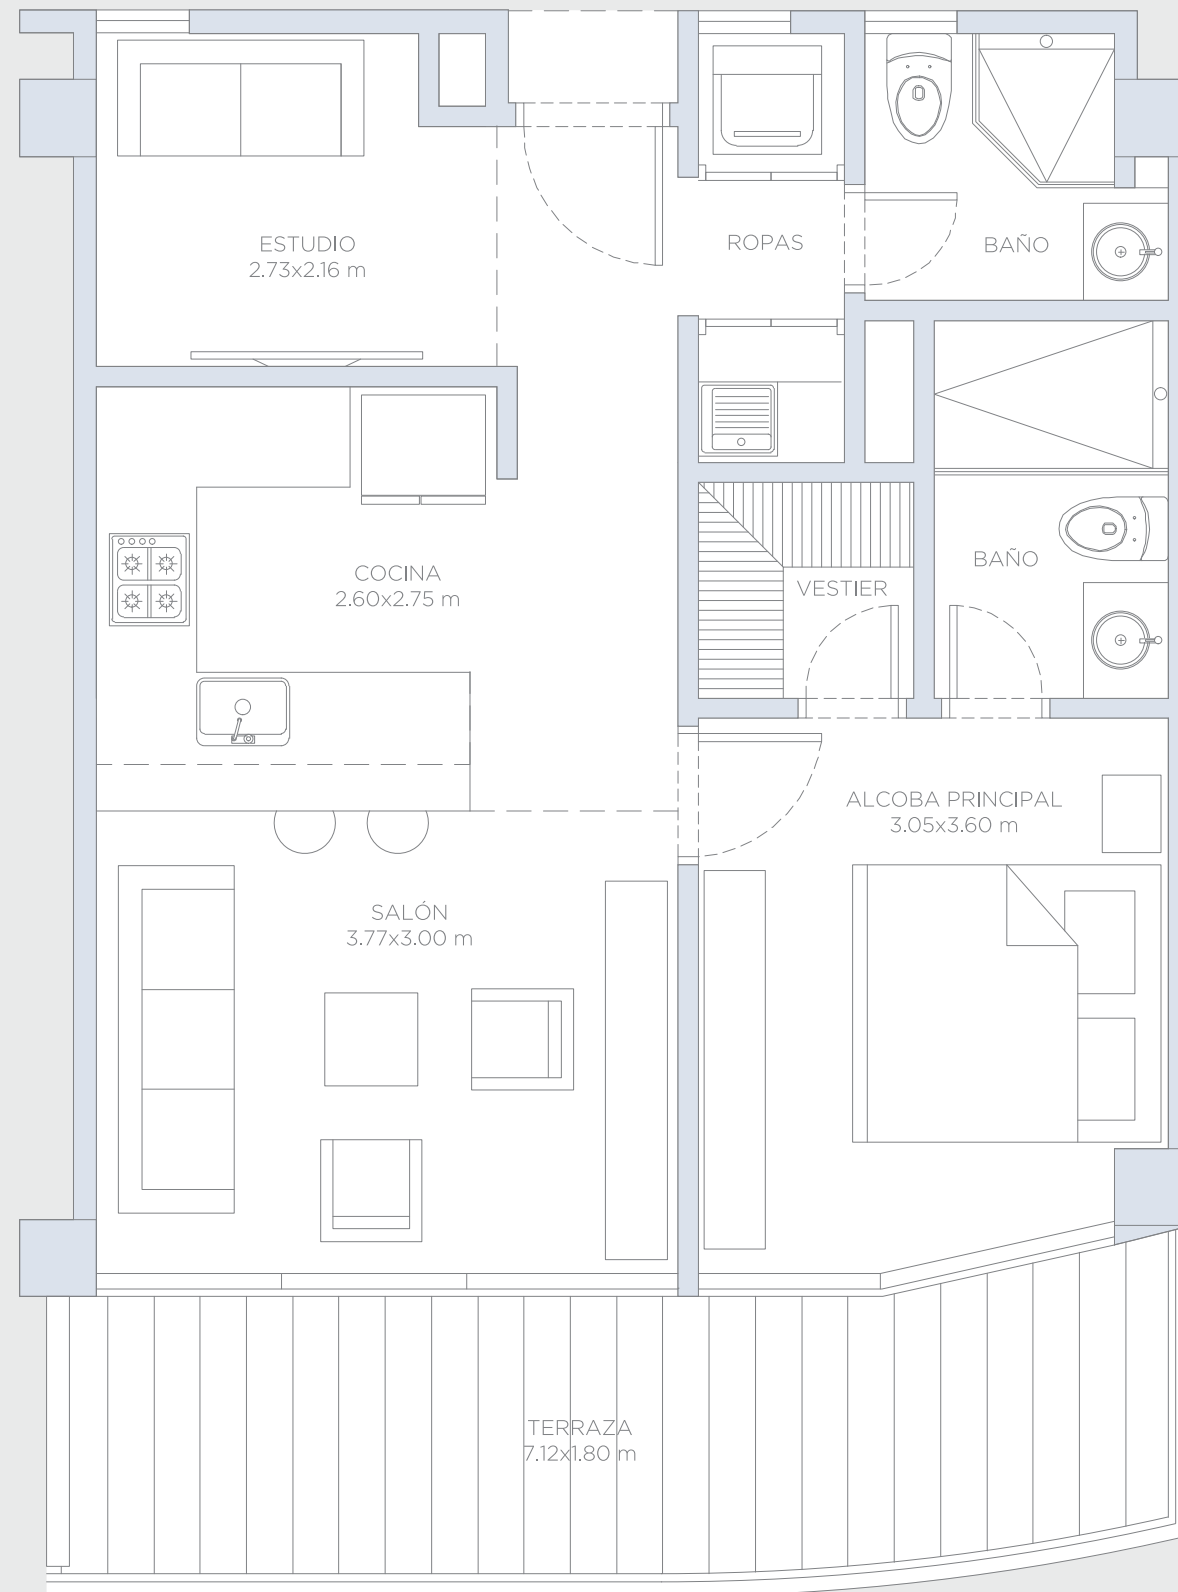 ESTUDIO
2.73x2.16 m
ROPAS
BAÑO
COCINA
2.60x2.75 m
VESTIER
BAÑO
ALCOBA PRINCIPAL
3.05x3.60 m
SALÓN
3.77x3.00 m
TERRAZA
7.12x1.80 m